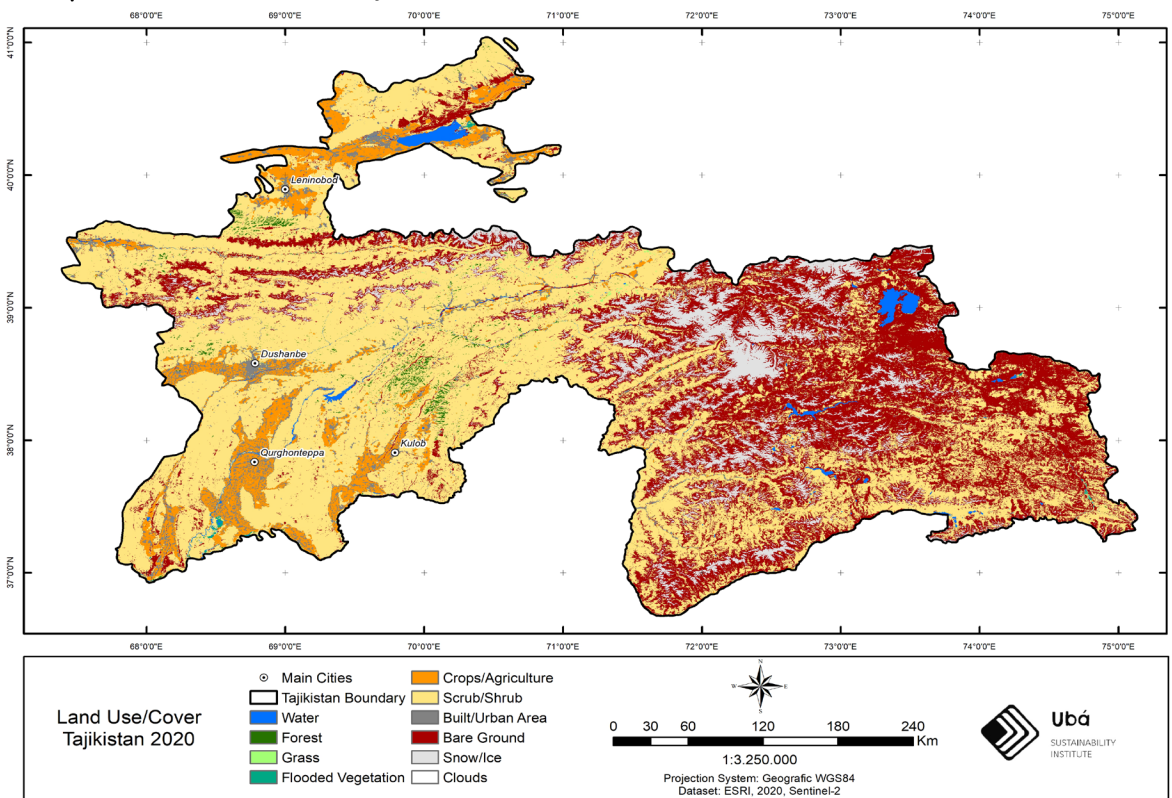 68°0'0"E 69°0'0"E 70°0'0"E 71°0'0"E 72°0'0"E 73°0'0"E 74°0'0"E 75°0'0"E
41°0'0"N
40°0'0"N
39°0'0"N
38°0'0"N
37°0'0"N
Leninobod
Dushanbe
Kulob
Qurghonteppa
68°0'0"E 69°0'0"E 70°0'0"E 71°0'0"E 72°0'0"E 73°0'0"E 74°0'0"E 75°0'0"E
Land Use/Cover
Tajikistan 2020
Main Cities
Tajikistan Boundary
Water
Forest
Grass
Flooded Vegetation
Crops/Agriculture
Scrub/Shrub
Built/Urban Area
Bare Ground
Snow/Ice
Clouds
N
W E
S
0 30 60 120 180 240
Km
1:3.250.000
Projection System: Geografic WGS84
Dataset: ESRI, 2020, Sentinel-2
Ubá
SUSTAINABILITY
INSTITUTE